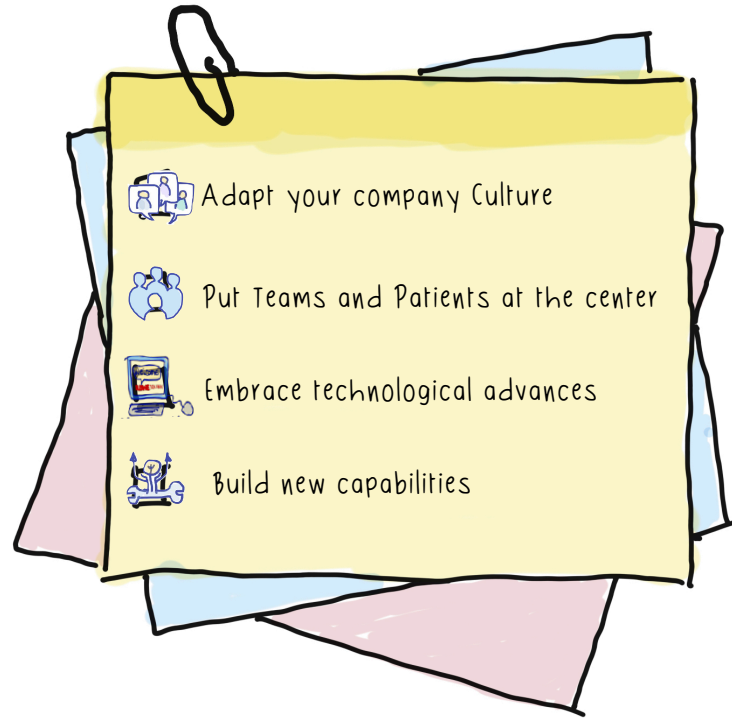 Adapt your company Culture
Put Teams and Patients at the center
Embrace technological advances
Build new capabilities